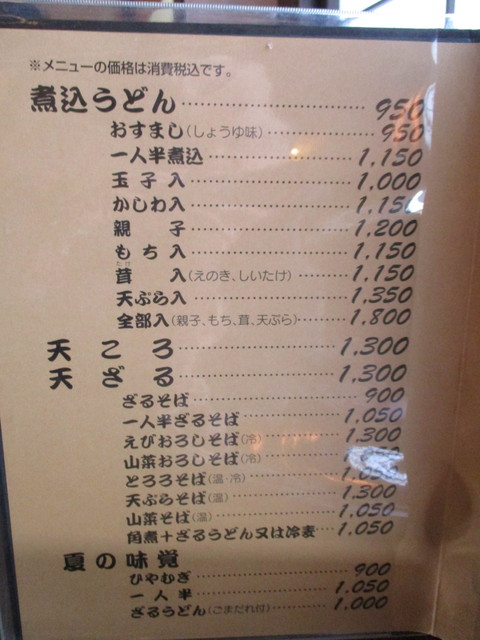 ※メニューの価格は消費税込です。
煮込うどん 950
おすまし(しょうゆ味) 950
一人半煮込 1,150
玉子入 1,000
かしわ入 1,150
親子 1,200
もち入 1,150
茸入(えのき、しいたけ) 1,150
天ぷら入 1,350
全部入(親子、もち、茸、天ぷら) 1,800
天ころ 1,300
天ざる 1,300
ざるそば 900
一人半ざるそば 1,050
えびおろしそば(冷) 1,300
山菜おろしそば(冷)
とろろそば(温・冷) 1,050
天ぷらそば(温) 1,300
山菜そば(温) 1,050
角煮+ざるうどん又は冷麦 1,050
夏の味覚
ひやむぎ 900
一人半 1,050
ざるうどん(ごまだれ付) 1,000